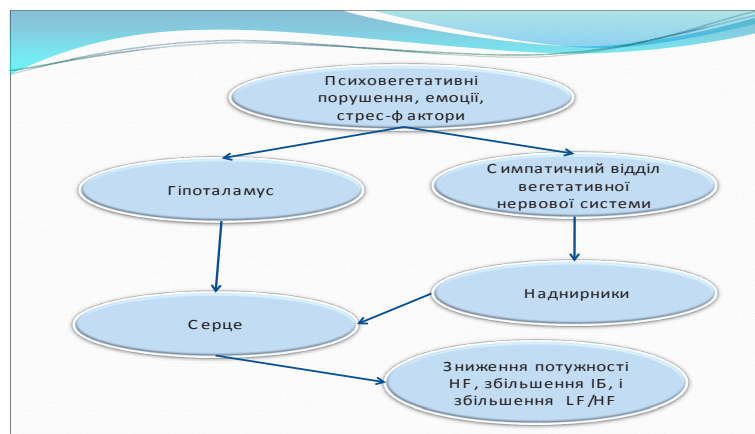 Психовегетативні
порушення, емоції,
стрес-фактори
Гіпоталамус
Симпатичний відділ
вегетативної
нервової системи
Наднирники
Серце
Зниження потужності
HF, збільшення ІБ, і
збільшення LF/HF